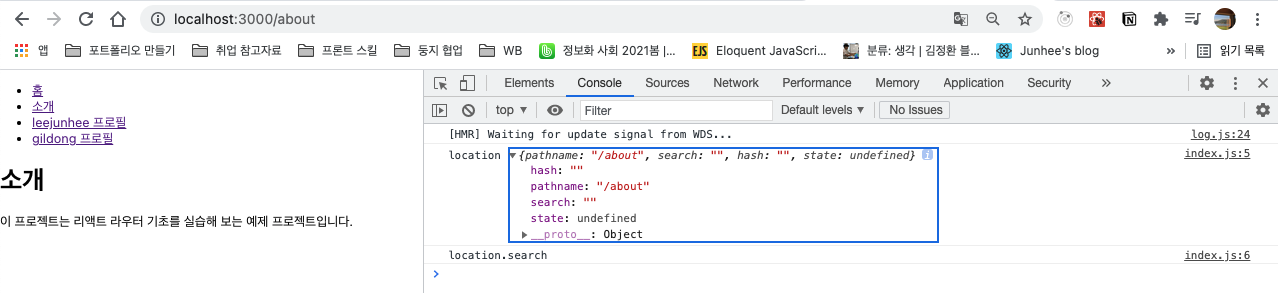 localhost:3000/about
앱 포트폴리오 만들기 취업 참고자료 프론트 스킬 둥지 협업 WB 정보화 사회 2021봄 |... EJS Eloquent JavaScrip... 분류: 생각 | 김정환 블... Junhee's blog » 읽기 목록
홈
소개
leejunhee 프로필
gildong 프로필
소개
이 프로젝트는 리액트 라우터 기초를 실습해 보는 예제 프로젝트입니다.
Elements Console Sources Network Performance Memory Application Security »
top ▾ Filter Default levels ▾ No Issues
[HMR] Waiting for update signal from WDS... log.js:24
location ▾{pathname: "/about", search: "", hash: "", state: undefined} i index.js:5
hash: ""
pathname: "/about"
search: ""
state: undefined
▸ __proto__: Object
location.search index.js:6
>